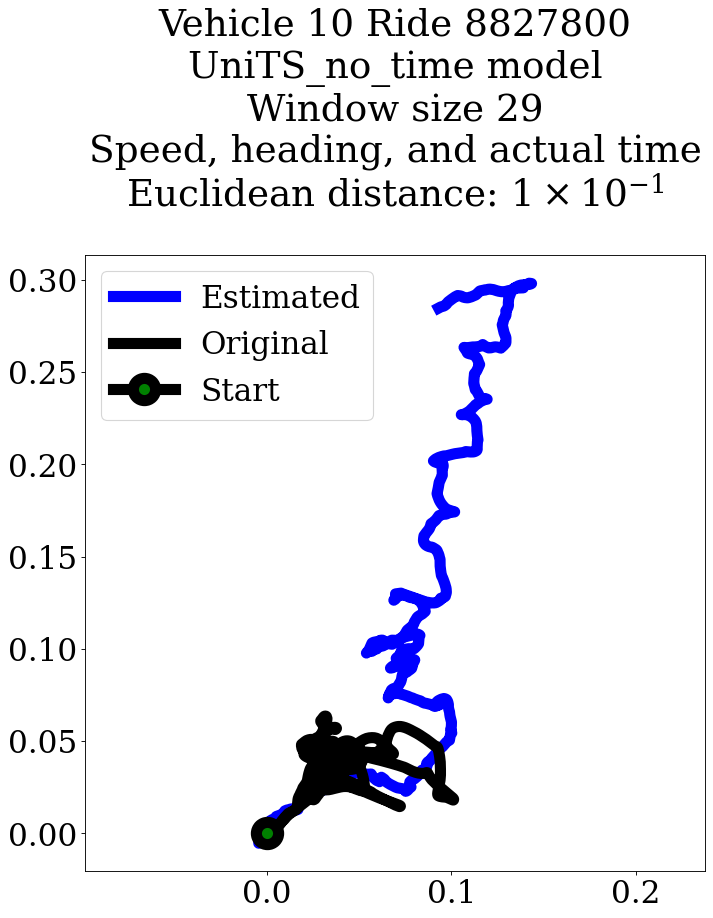 Vehicle 10 Ride 8827800
UniTS_no_time model
Window size 29
Speed, heading, and actual time
Euclidean distance: $1 \times 10^{-1}$
Estimated
Original
Start
0.30
0.25
0.20
0.15
0.10
0.05
0.00
0.0 0.1 0.2